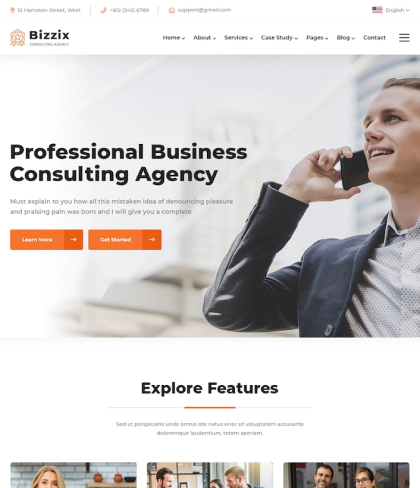 15 Hamston Street, West
+802 (345) 6789
support@gmail.com
English
Bizzix
CONSULTING AGENCY
Home
About
Services
Case Study
Pages
Blog
Contact
Professional Business
Consulting Agency
Must explain to you how all this mistaken idea of denouncing pleasure
and praising pain was born and I will give you a complete
Learn More
Get Started
Explore Features
Sed ut perspiciatis unde omnis iste natus error sit voluptatem accusante
doloremque laudantium, totam aperiam.